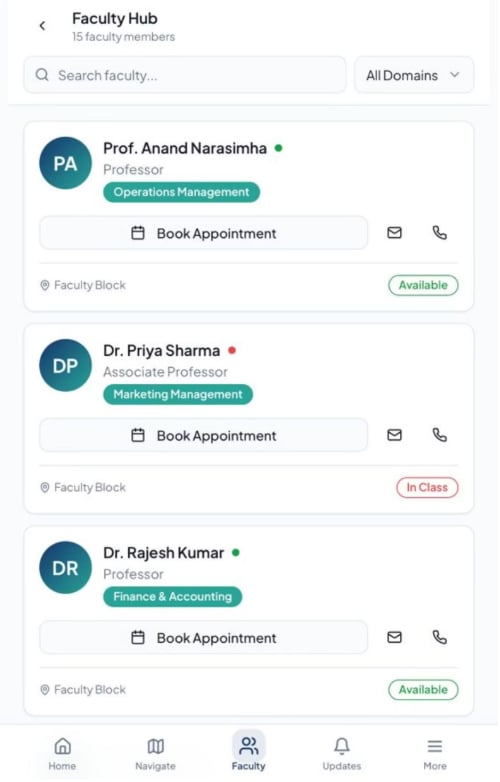 Faculty Hub
15 faculty members
Search faculty...
All Domains
PA
Prof. Anand Narasimha
Professor
Operations Management
Book Appointment
Faculty Block
Available
DP
Dr. Priya Sharma
Associate Professor
Marketing Management
Book Appointment
Faculty Block
In Class
DR
Dr. Rajesh Kumar
Professor
Finance & Accounting
Book Appointment
Faculty Block
Available
Home
Navigate
Faculty
Updates
More